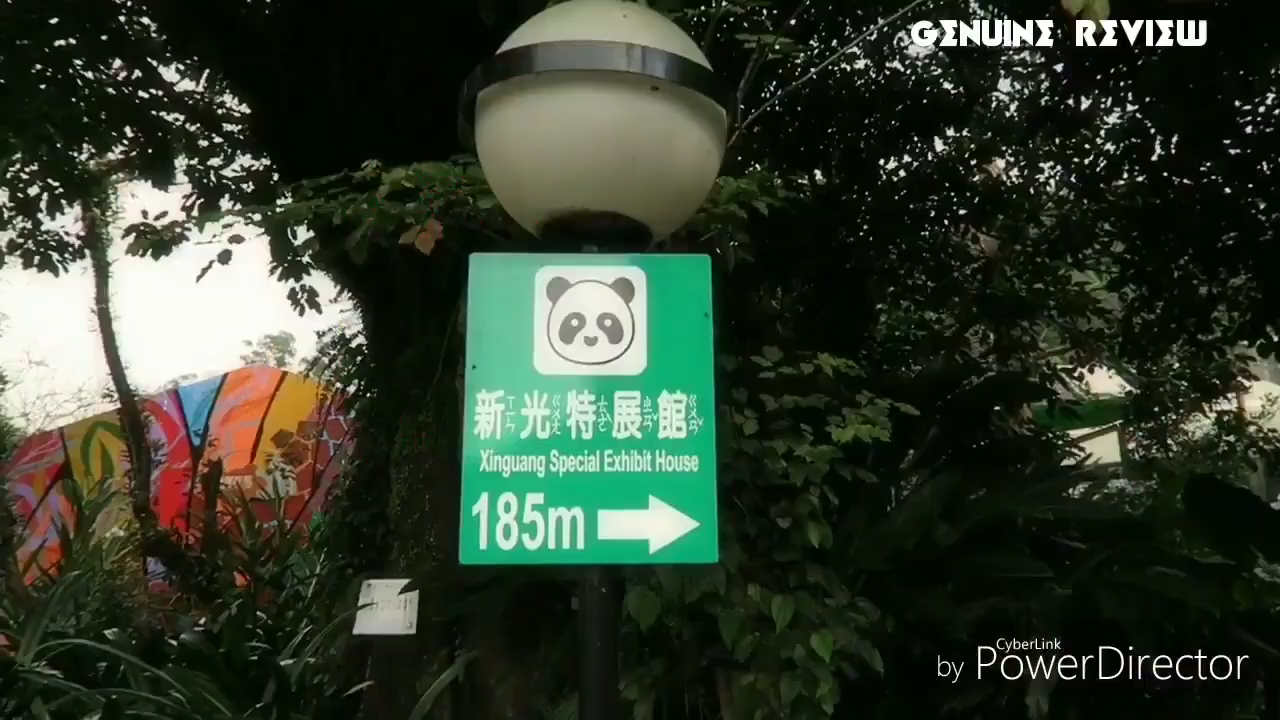 GENUINE REVIEW
新光特展館
Xinguang Special Exhibit House
185m
CyberLink
by PowerDirector